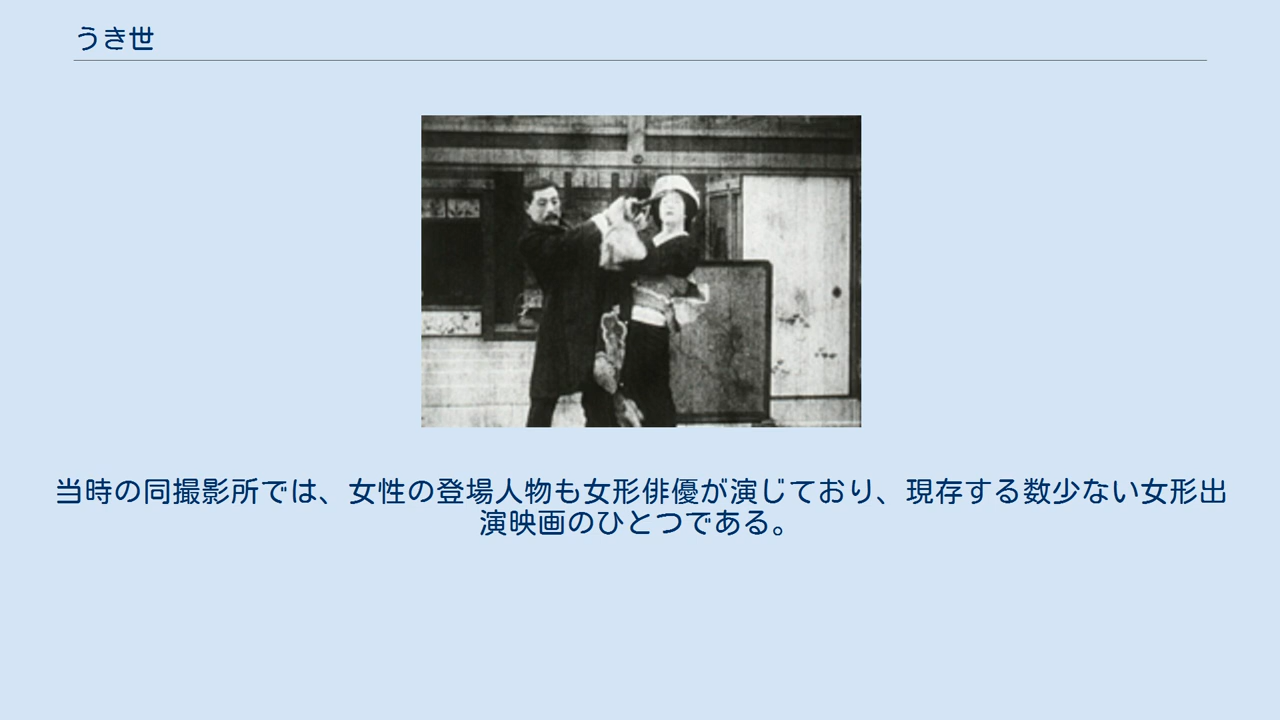 うき世
当時の同撮影所では、女性の登場人物も女形俳優が演じており、現存する数少ない女形出
演映画のひとつである。